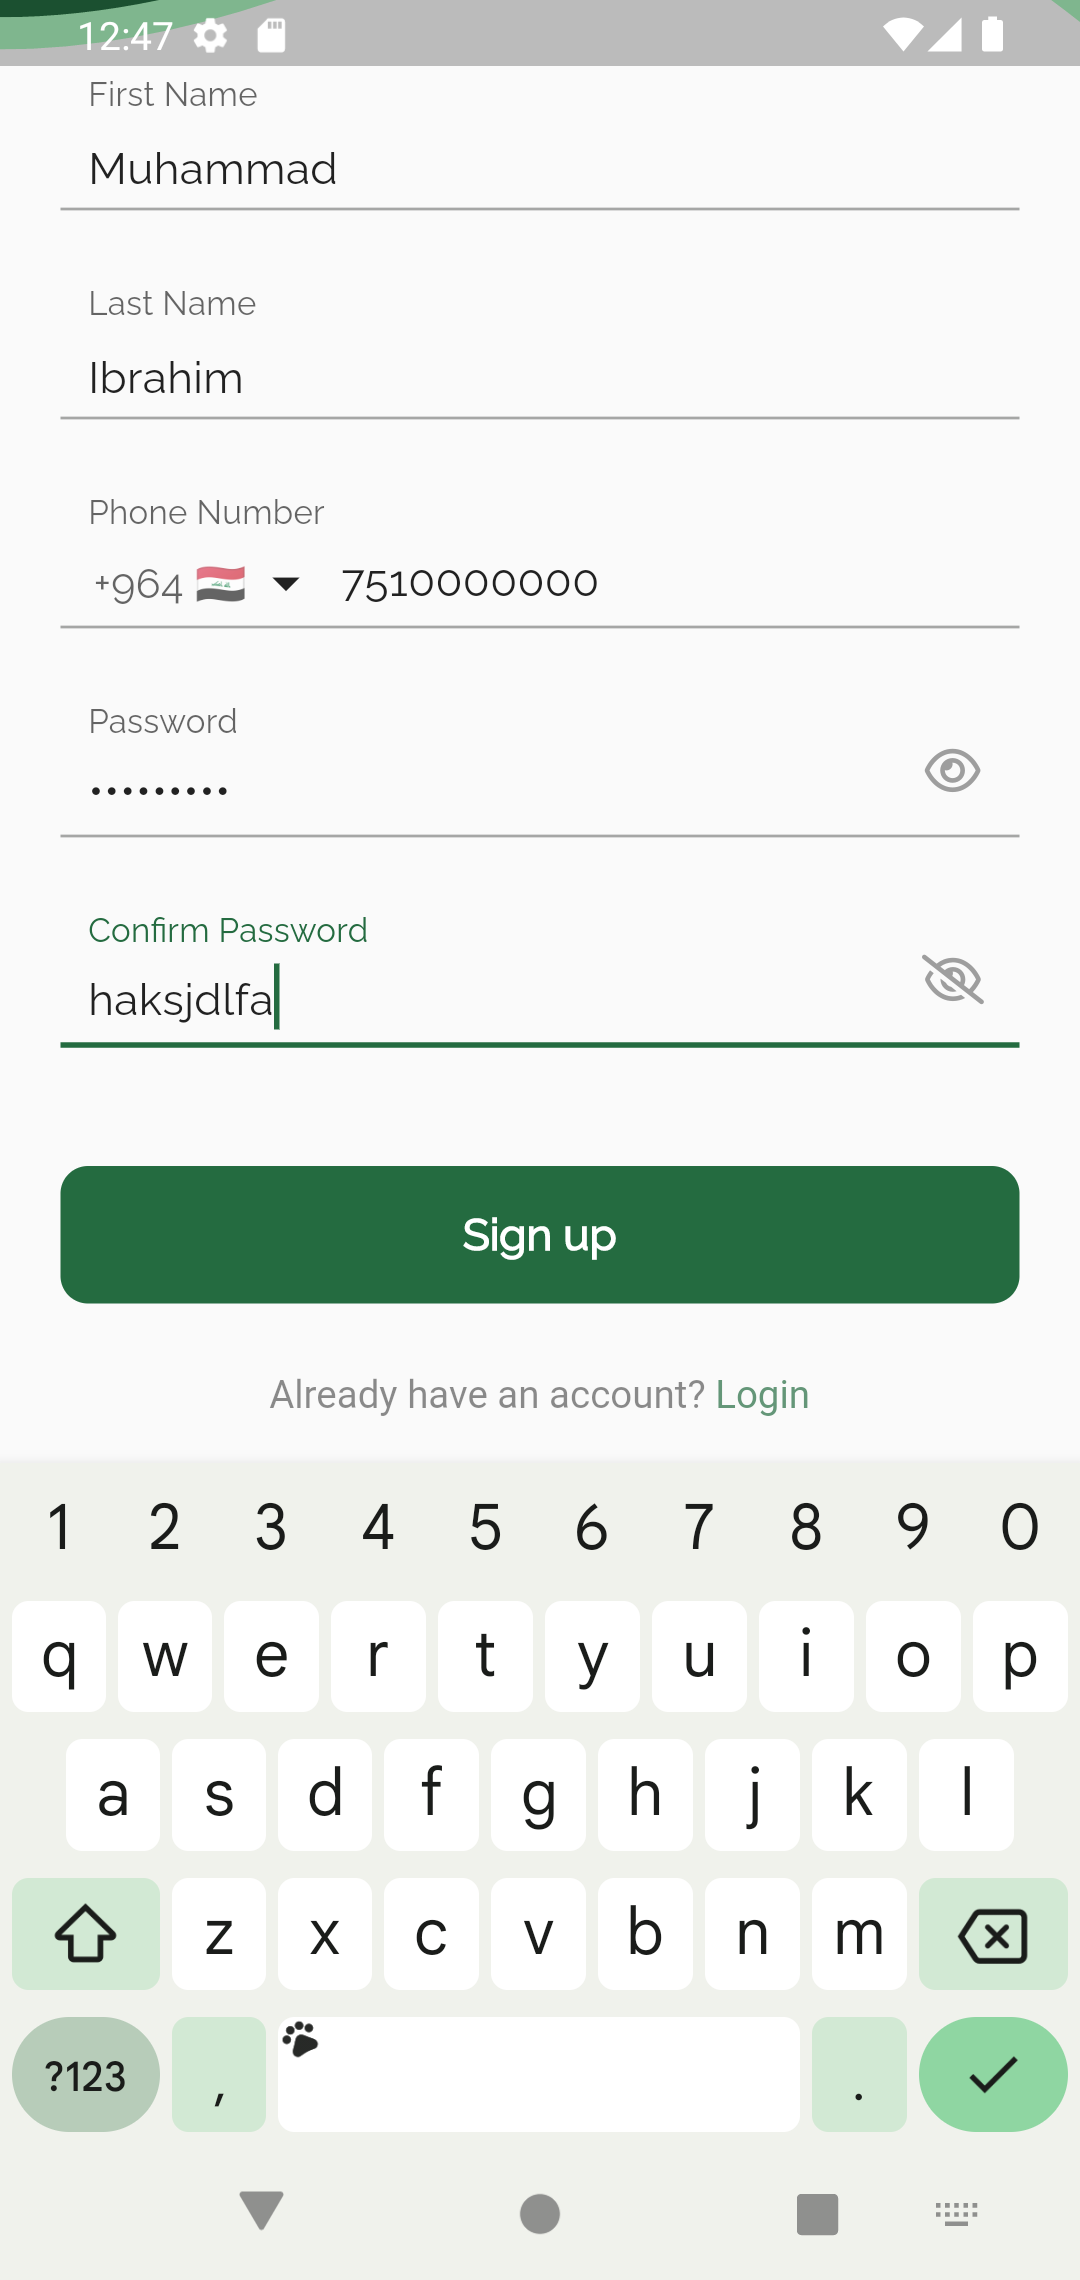 12:47
First Name
Muhammad
Last Name
Ibrahim
Phone Number
+964 7510000000
Password
•••••••••
Confirm Password
haksjdlfa
Sign up
Already have an account? Login
1 2 3 4 5 6 7 8 9 0
q w e r t y u i o p
a s d f g h j k l
z x c v b n m
?123 , .